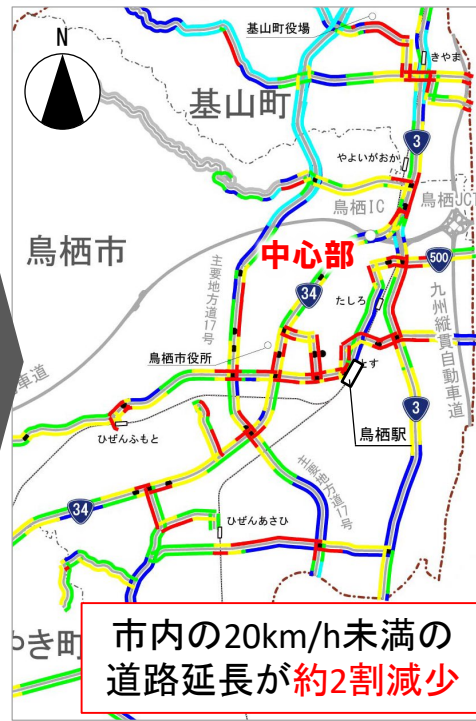 基山町役場
N
きやま
基山町
3
やよいがおか
鳥栖IC
鳥栖JCT
鳥栖市
中心部
500
主要地方道17号
34
たしろ
九州縦貫自動車道
鳥栖市役所
車道
とす
3
鳥栖駅
ひぜんふもと
主要地方道17号
34
ひぜんあさひ
やき町
市内の20km/h未満の
道路延長が約2割減少